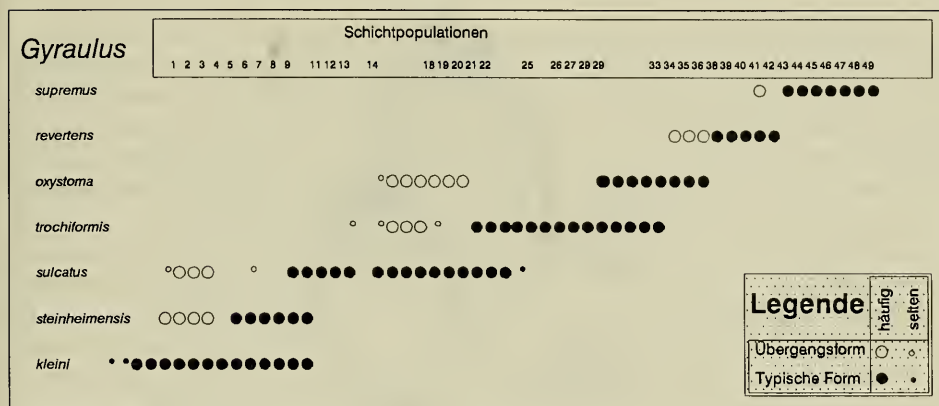 Gyraulus
Schichtpopulationen
1 2 3 4 5 6 7 8 9 11 12 13 14 18 19 20 21 22 25 26 27 28 29 33 34 35 36 38 39 40 41 42 43 44 45 46 47 48 49
supremus
revertens
oxystoma
trochiformis
sulcatus
steinheimensis
kleini
Legende
häufig
selten
Übergangsform
Typische Form